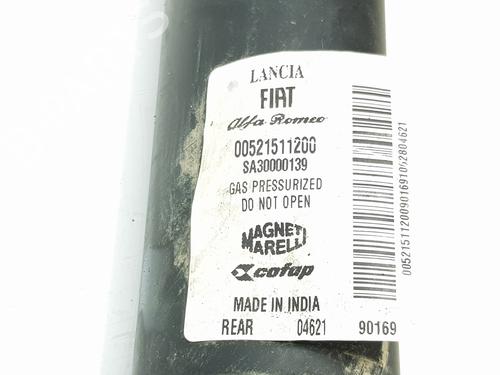 LANCIA
FIAT
Alfa Romeo
00521511200
SA30000139
GAS PRESSURIZED
DO NOT OPEN
MAGNETI
MARELLI
cofap
MADE IN INDIA
REAR 04621 90169
00521511200901691042804621